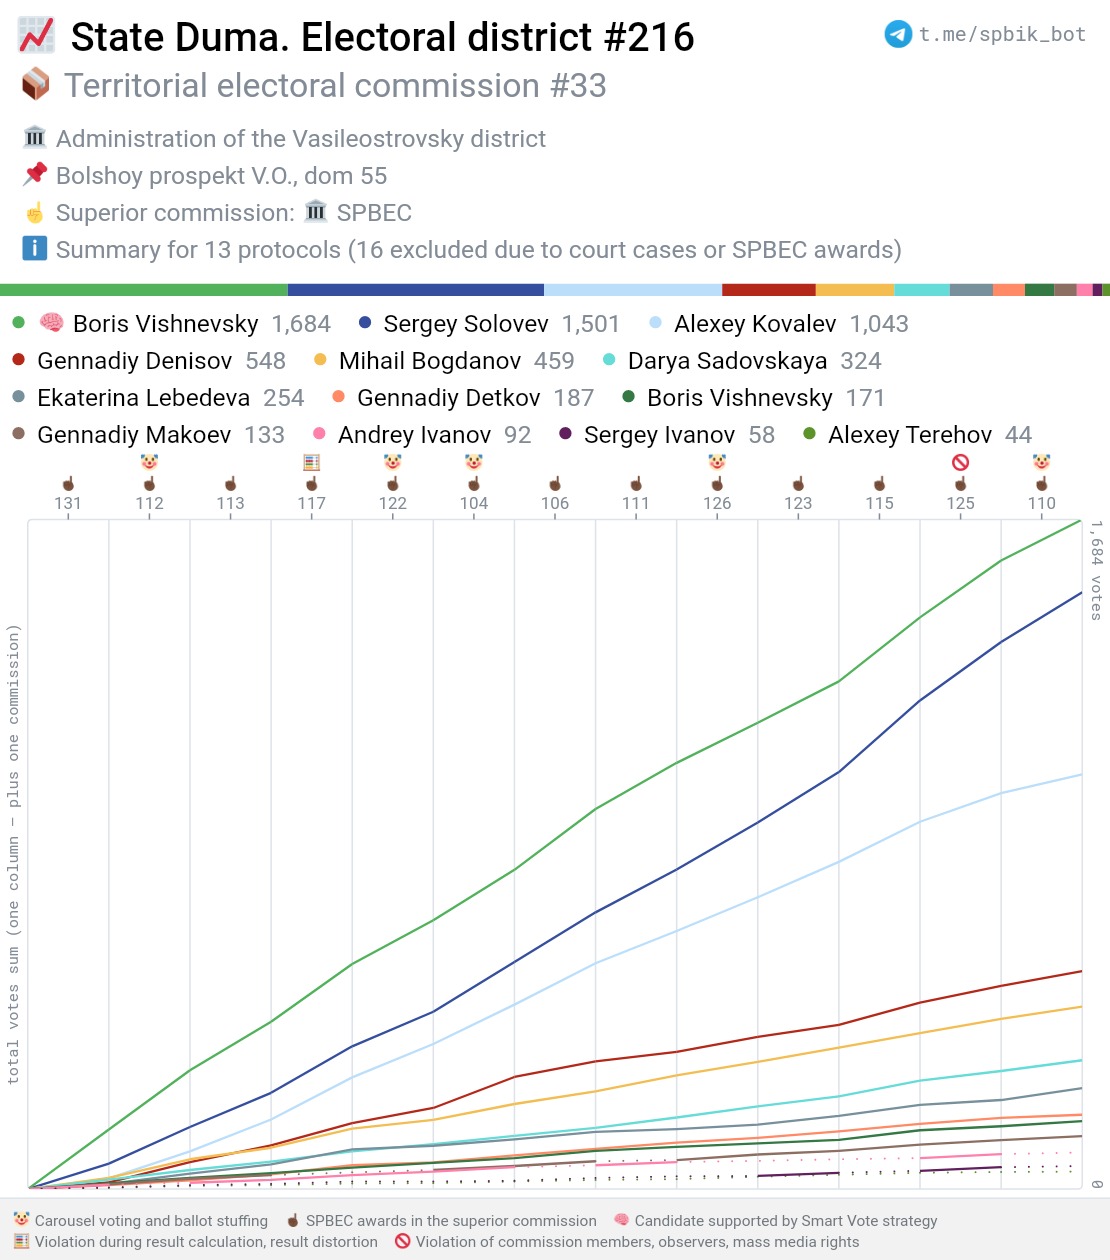 State Duma. Electoral district #216
t.me/spbik_bot
Territorial electoral commission #33
Administration of the Vasileostrovsky district
Bolshoy prospekt V.O., dom 55
Superior commission: SPBEC
Summary for 13 protocols (16 excluded due to court cases or SPBEC awards)
Boris Vishnevsky 1,684 Sergey Solovev 1,501 Alexey Kovalev 1,043
Gennadiy Denisov 548 Mihail Bogdanov 459 Darya Sadovskaya 324
Ekaterina Lebedeva 254 Gennadiy Detkov 187 Boris Vishnevsky 171
Gennadiy Makoev 133 Andrey Ivanov 92 Sergey Ivanov 58 Alexey Terehov 44
131 112 113 117 122 104 106 111 126 123 115 125 110
1,684 votes
total votes sum (one column — plus one commission)
0
Carousel voting and ballot stuffing SPBEC awards in the superior commission Candidate supported by Smart Vote strategy
Violation during result calculation, result distortion Violation of commission members, observers, mass media rights